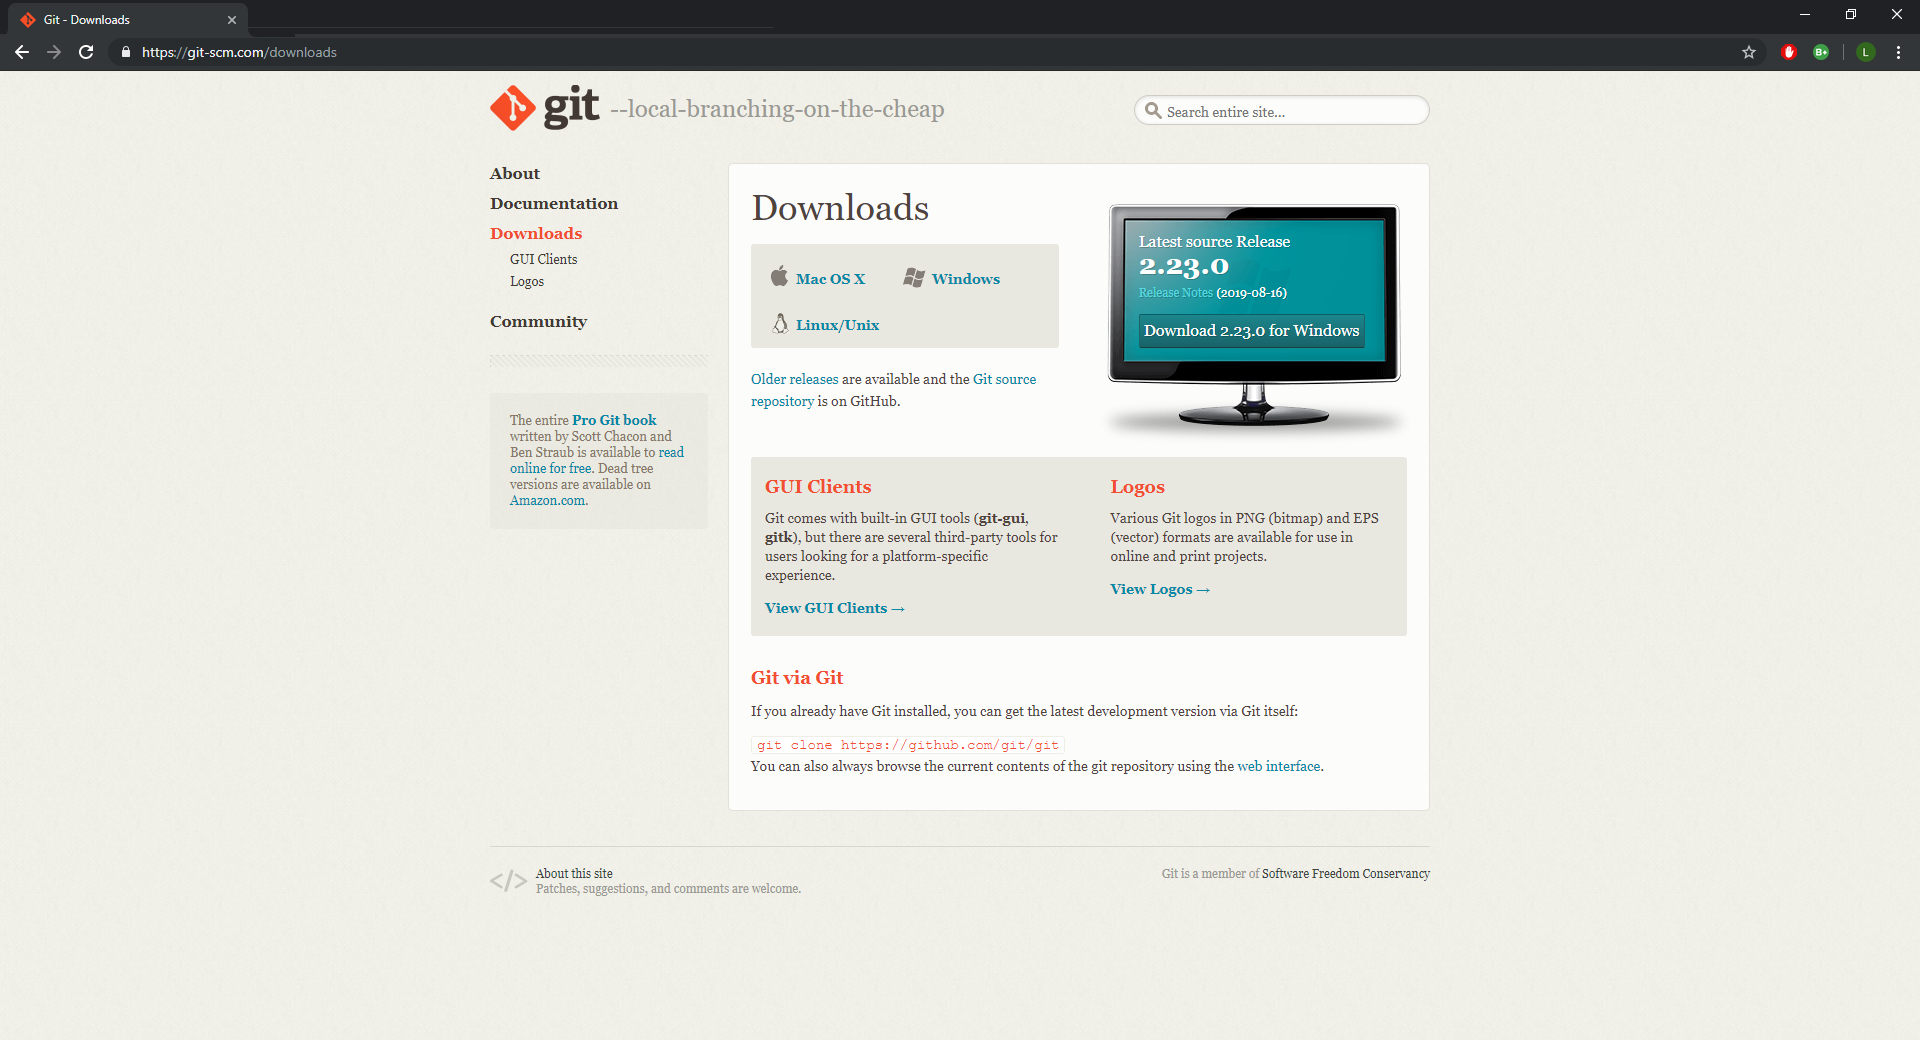 Git - Downloads
https://git-scm.com/downloads
B+
L
git --local-branching-on-the-cheap
Search entire site...
About
Documentation
Downloads
GUI Clients
Logos
Community
The entire Pro Git book
written by Scott Chacon and
Ben Straub is available to read
online for free. Dead tree
versions are available on
Amazon.com.
Downloads
Mac OS X
Windows
Linux/Unix
Older releases are available and the Git source
repository is on GitHub.
Latest source Release
2.23.0
Release Notes (2019-08-16)
Download 2.23.0 for Windows
GUI Clients
Git comes with built-in GUI tools (git-gui,
gitk), but there are several third-party tools for
users looking for a platform-specific
experience.
View GUI Clients →
Logos
Various Git logos in PNG (bitmap) and EPS
(vector) formats are available for use in
online and print projects.
View Logos →
Git via Git
If you already have Git installed, you can get the latest development version via Git itself:
git clone https://github.com/git/git
You can also always browse the current contents of the git repository using the web interface.
</>
About this site
Patches, suggestions, and comments are welcome.
Git is a member of Software Freedom Conservancy